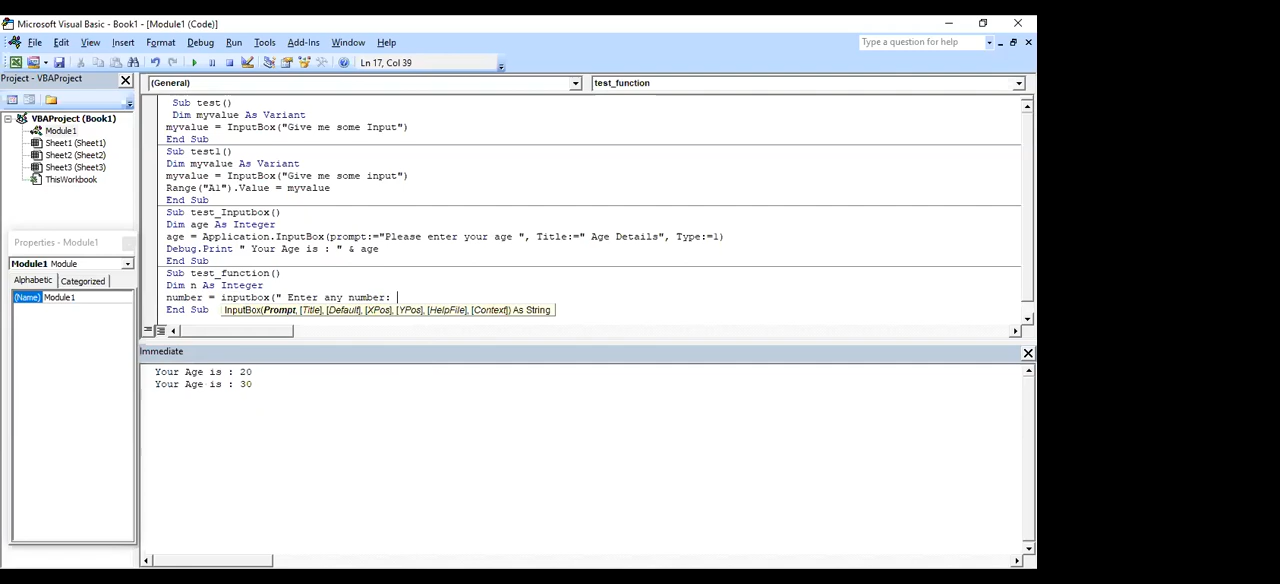 Microsoft Visual Basic - Book1 - [Module1 (Code)]
File Edit View Insert Format Debug Run Tools Add-Ins Window Help
Type a question for help
Ln 17, Col 39
Project - VBAProject
(General)
test_function
VBAProject (Book1)
Module1
Sheet1 (Sheet1)
Sheet2 (Sheet2)
Sheet3 (Sheet3)
ThisWorkbook
Sub test()
Dim myvalue As Variant
myvalue = InputBox("Give me some Input")
End Sub
Sub test1()
Dim myvalue As Variant
myvalue = InputBox("Give me some input")
Range("A1").Value = myvalue
End Sub
Sub test_Inputbox()
Dim age As Integer
age = Application.InputBox(prompt:="Please enter your age ", Title:=" Age Details", Type:=1)
Debug.Print " Your Age is : " & age
End Sub
Sub test_function()
Dim n As Integer
number = inputbox(" Enter any number:
End Sub
InputBox(Prompt, [Title], [Default], [XPos], [YPos], [HelpFile], [Context]) As String
Properties - Module1
Module1 Module
Alphabetic Categorized
(Name) Module1
Immediate
Your Age is : 20
Your Age is : 30